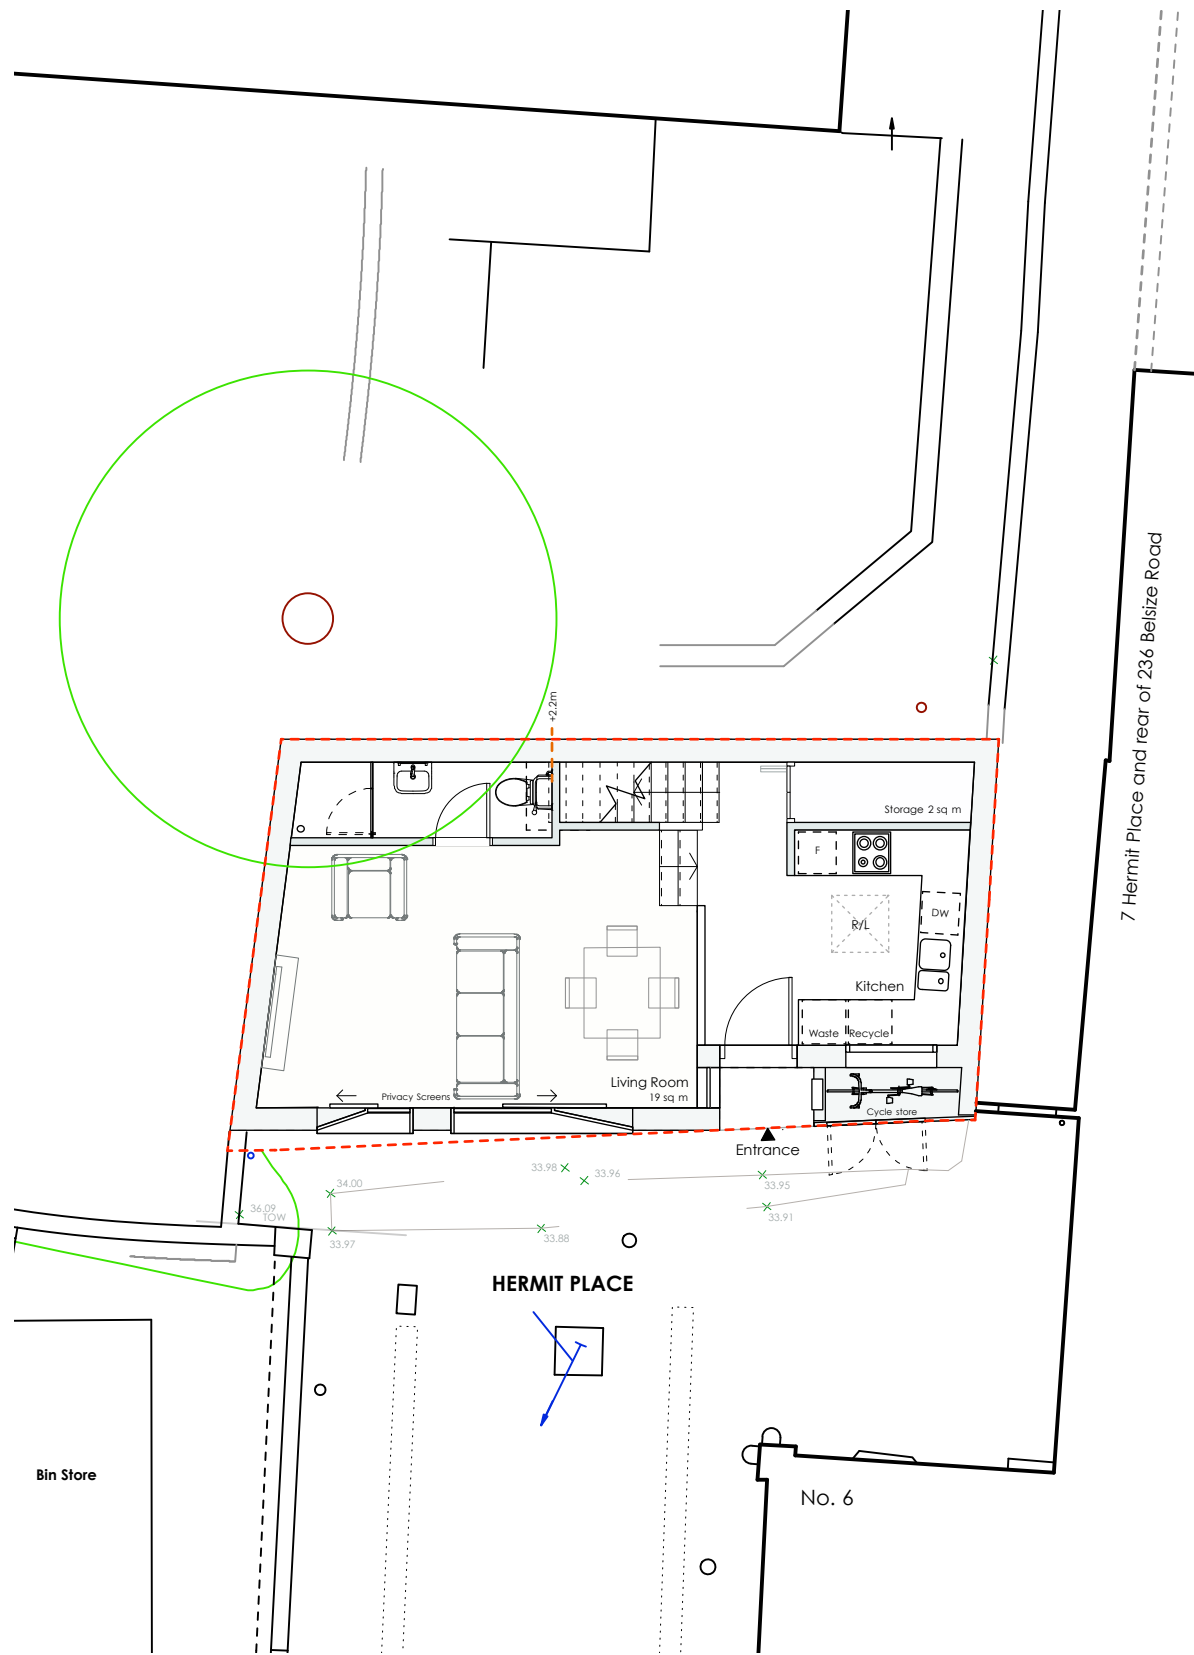 7 Hermit Place and rear of 236 Belsize Road
+2.2m
Storage 2 sq m
F
DW
R/L
Kitchen
Waste
Recycle
Living Room
19 sq m
Privacy Screens
Cycle store
Entrance
33.98
33.96
33.95
34.00
36.09
TOW
33.91
33.97
33.88
HERMIT PLACE
Bin Store
No. 6